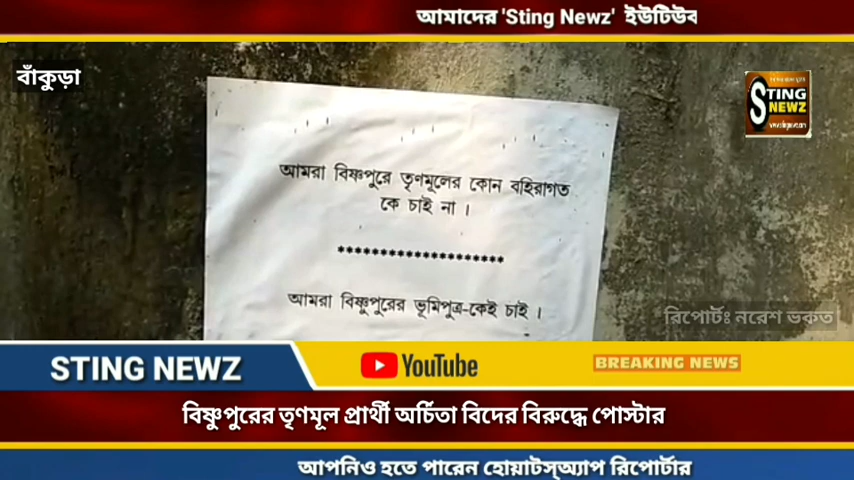 আমাদের 'Sting Newz' ইউটিউব
বাঁকুড়া
STING
NEWZ
আমরা বিষ্ণপুরে তৃণমূলের কোন বহিরাগত
কে চাই না ।
********************
আমরা বিষ্ণুপুরের ভূমিপুত্র-কেই চাই ।
রিপোর্টঃ নরেশ ভকত
STING NEWZ
YouTube
BREAKING NEWS
বিষ্ণুপুরের তৃণমূল প্রার্থী অর্চিতা বিদের বিরুদ্ধে পোস্টার
আপনিও হতে পারেন হোয়াটস্অ্যাপ রিপোর্টার